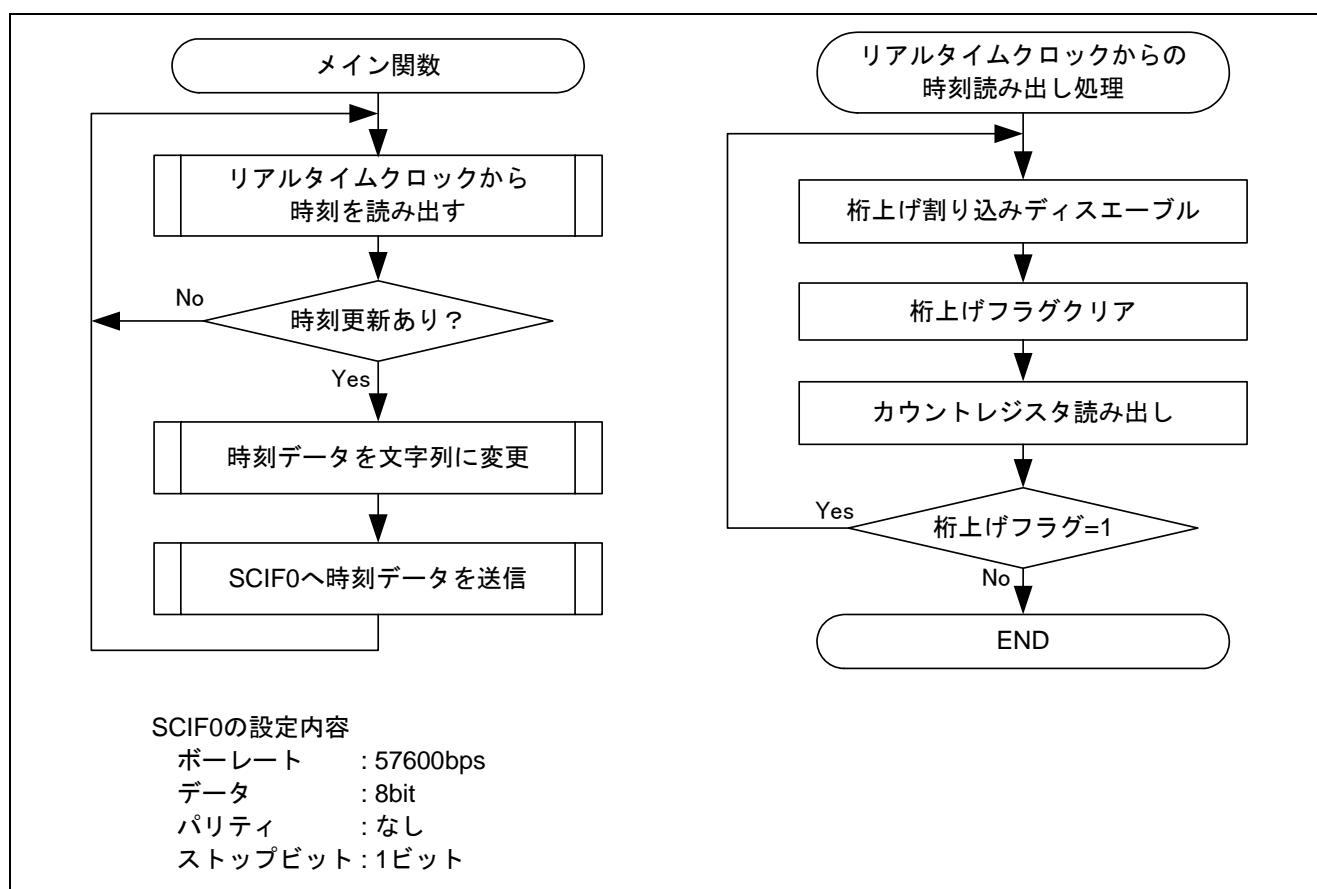 メイン関数
リアルタイムクロックから
時刻を読み出す
No
時刻更新あり？
Yes
時刻データを文字列に変更
SCIF0へ時刻データを送信
リアルタイムクロックからの
時刻読み出し処理
桁上げ割り込みディスエーブル
桁上げフラグクリア
カウントレジスタ読み出し
Yes
桁上げフラグ=1
No
END
SCIF0の設定内容
ボーレート : 57600bps
データ : 8bit
パリティ : なし
ストップビット : 1ビット